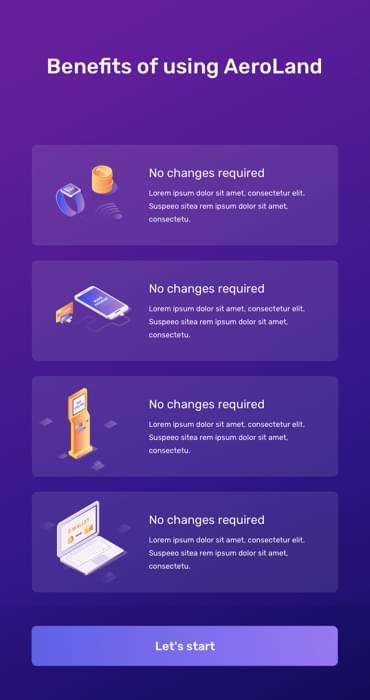 Benefits of using AeroLand
No changes required
Lorem ipsum dolor sit amet, consectetur elit.
Suspeeo sitea rem ipsum dolor sit amet,
consectetu.
No changes required
Lorem ipsum dolor sit amet, consectetur elit.
Suspeeo sitea rem ipsum dolor sit amet,
consectetu.
No changes required
Lorem ipsum dolor sit amet, consectetur elit.
Suspeeo sitea rem ipsum dolor sit amet,
consectetu.
E-WALLET
No changes required
Lorem ipsum dolor sit amet, consectetur elit.
Suspeeo sitea rem ipsum dolor sit amet,
consectetu.
Let's start